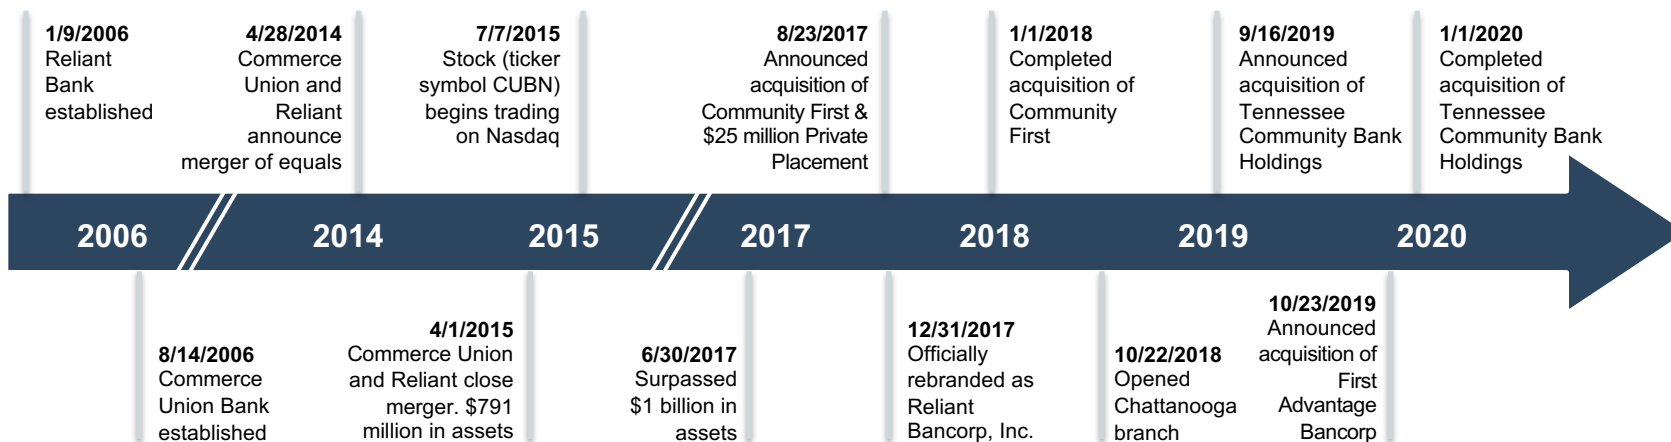 1/9/2006
Reliant
Bank
established
4/28/2014
Commerce
Union and
Reliant
announce
merger of equals
7/7/2015
Stock (ticker
symbol CUBN)
begins trading
on Nasdaq
8/23/2017
Announced
acquisition of
Community First &
$25 million Private
Placement
1/1/2018
Completed
acquisition of
Community
First
9/16/2019
Announced
acquisition of
Tennessee
Community Bank
Holdings
1/1/2020
Completed
acquisition of
Tennessee
Community Bank
Holdings
2006
2014
2015
2017
2018
2019
2020
8/14/2006
Commerce
Union Bank
established
4/1/2015
Commerce Union
and Reliant close
merger. $791
million in assets
6/30/2017
Surpassed
$1 billion in
assets
12/31/2017
Officially
rebranded as
Reliant
Bancorp, Inc.
10/22/2018
Opened
Chattanooga
branch
10/23/2019
Announced
acquisition of
First
Advantage
Bancorp